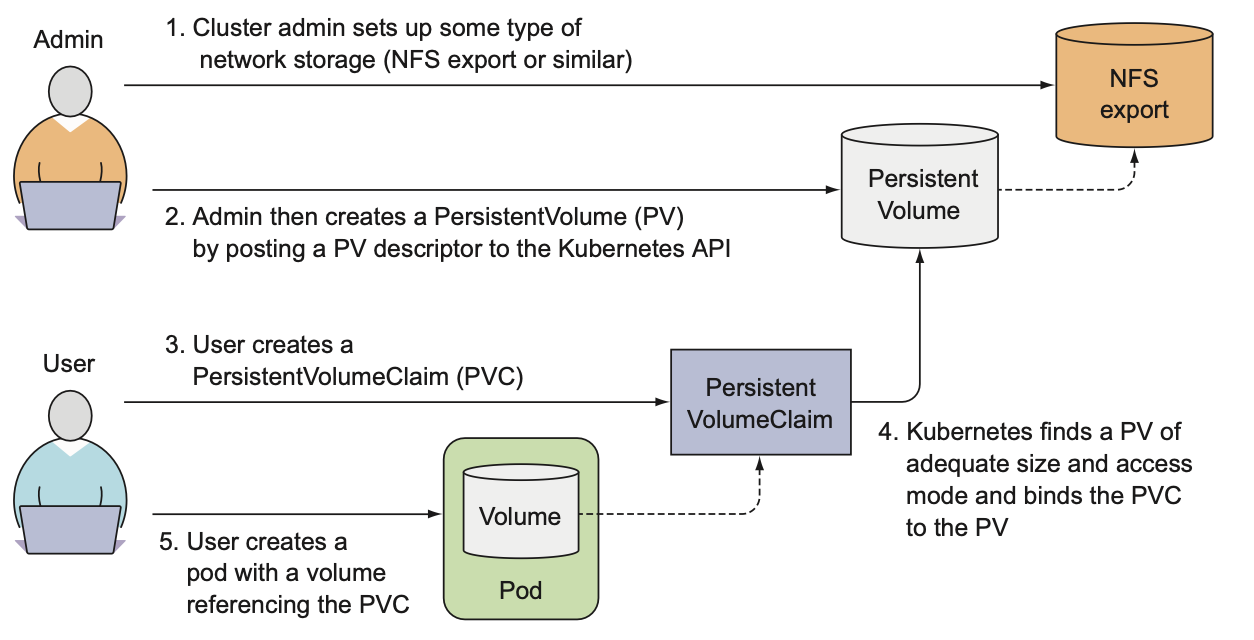 Admin
1. Cluster admin sets up some type of
network storage (NFS export or similar)
NFS
export
Persistent
Volume
2. Admin then creates a PersistentVolume (PV)
by posting a PV descriptor to the Kubernetes API
User
3. User creates a
PersistentVolumeClaim (PVC)
Persistent
VolumeClaim
4. Kubernetes finds a PV of
adequate size and access
mode and binds the PVC
to the PV
Volume
Pod
5. User creates a
pod with a volume
referencing the PVC